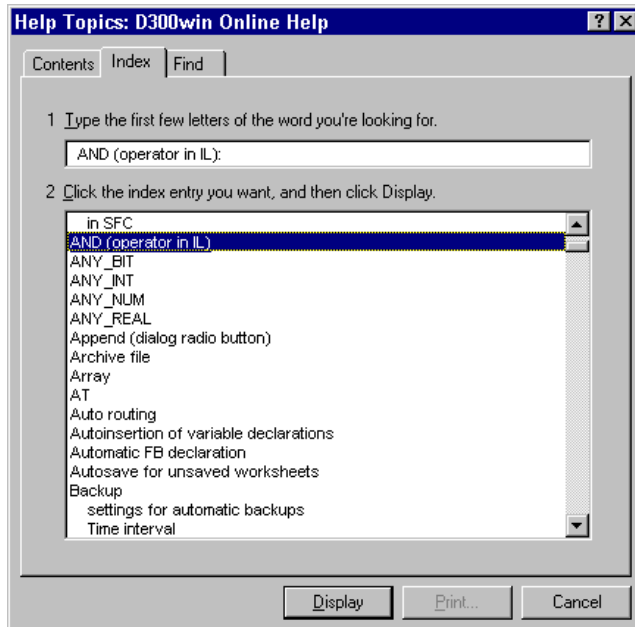 Help Topics: D300win Online Help
Contents Index Find
1 Type the first few letters of the word you're looking for.
AND (operator in IL):
2 Click the index entry you want, and then click Display.
in SFC
AND (operator in IL)
ANY_BIT
ANY_INT
ANY_NUM
ANY_REAL
Append (dialog radio button)
Archive file
Array
AT
Auto routing
Autoinsertion of variable declarations
Automatic FB declaration
Autosave for unsaved worksheets
Backup
settings for automatic backups
Time interval
Display Print... Cancel